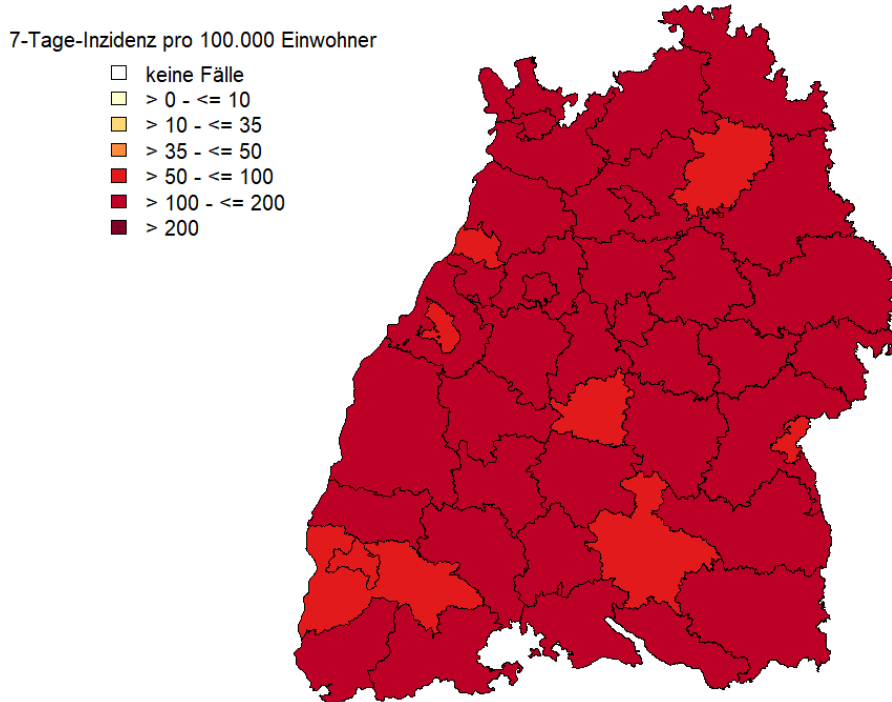 7-Tage-Inzidenz pro 100.000 Einwohner
keine Fälle
> 0 - <= 10
> 10 - <= 35
> 35 - <= 50
> 50 - <= 100
> 100 - <= 200
> 200